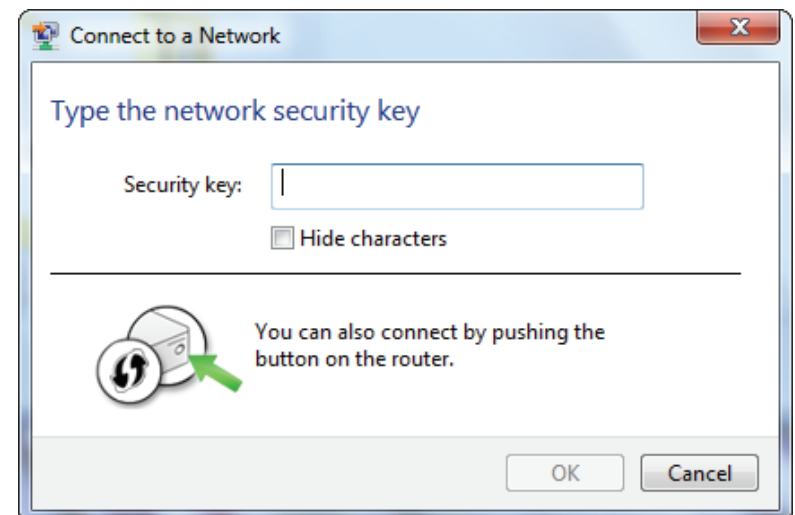 Connect to a Network
Type the network security key
Security key:
Hide characters
You can also connect by pushing the
button on the router.
OK
Cancel